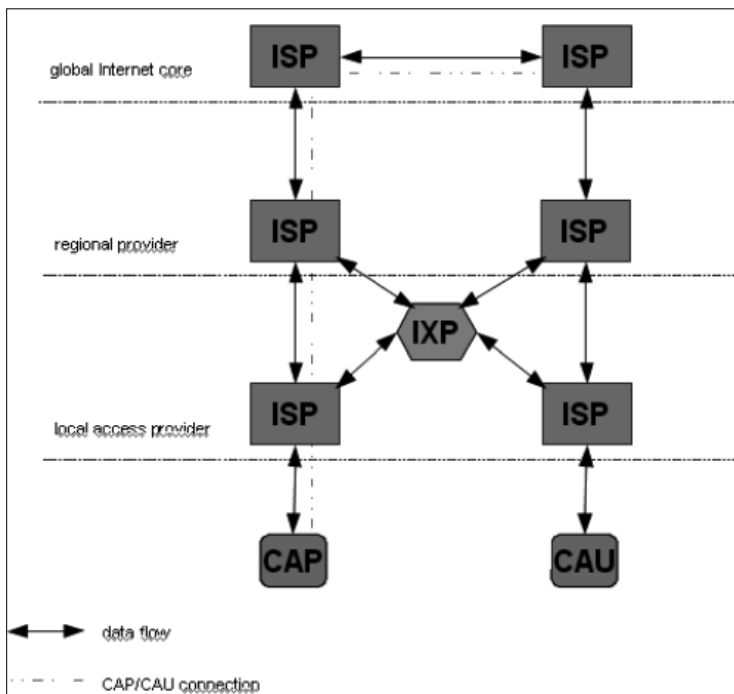 ISP ISP
global Internet core
ISP ISP
regional provider
IXP
ISP ISP
local access provider
CAP CAU
data flow
CAP/CAU connection